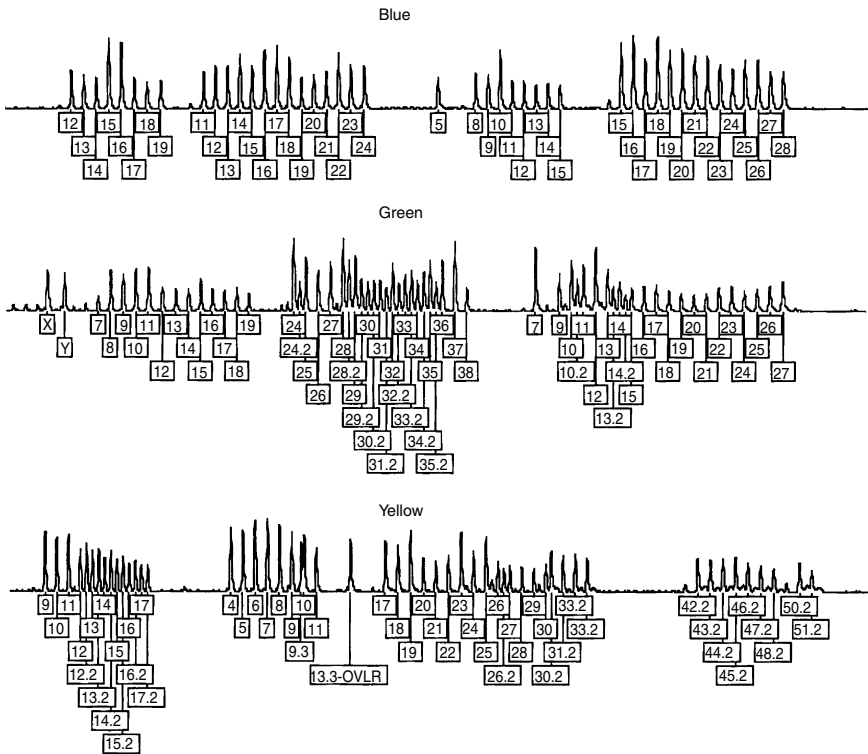 Blue
12 15 18 11 14 17 20 23 5 8 10 13 15 18 21 24 27
13 16 19 12 15 18 21 24 9 11 14 16 19 22 25 28
14 17 13 16 19 22 12 15 17 20 23 26
Green
X 7 9 11 13 16 19 24 27 30 33 36 7 9 11 14 17 20 23 26
Y 8 10 14 17 24.2 28 31 34 37 10 13 16 19 22 25
12 15 18 25 28.2 32 35 38 10.2 14.2 18 21 24 27
26 29 32.2 12 15
29.2 33.2 13.2
30.2 34.2
31.2 35.2
Yellow
9 11 14 17 4 6 8 10 17 20 23 26 29 33.2 42.2 46.2 50.2
10 13 16 5 7 9 11 18 21 24 27 30 33.2 43.2 47.2 51.2
12 15 9.3 19 22 25 28 31.2 44.2 48.2
12.2 16.2 13.3-OVLR 26.2 30.2 45.2
13.2 17.2
14.2
15.2